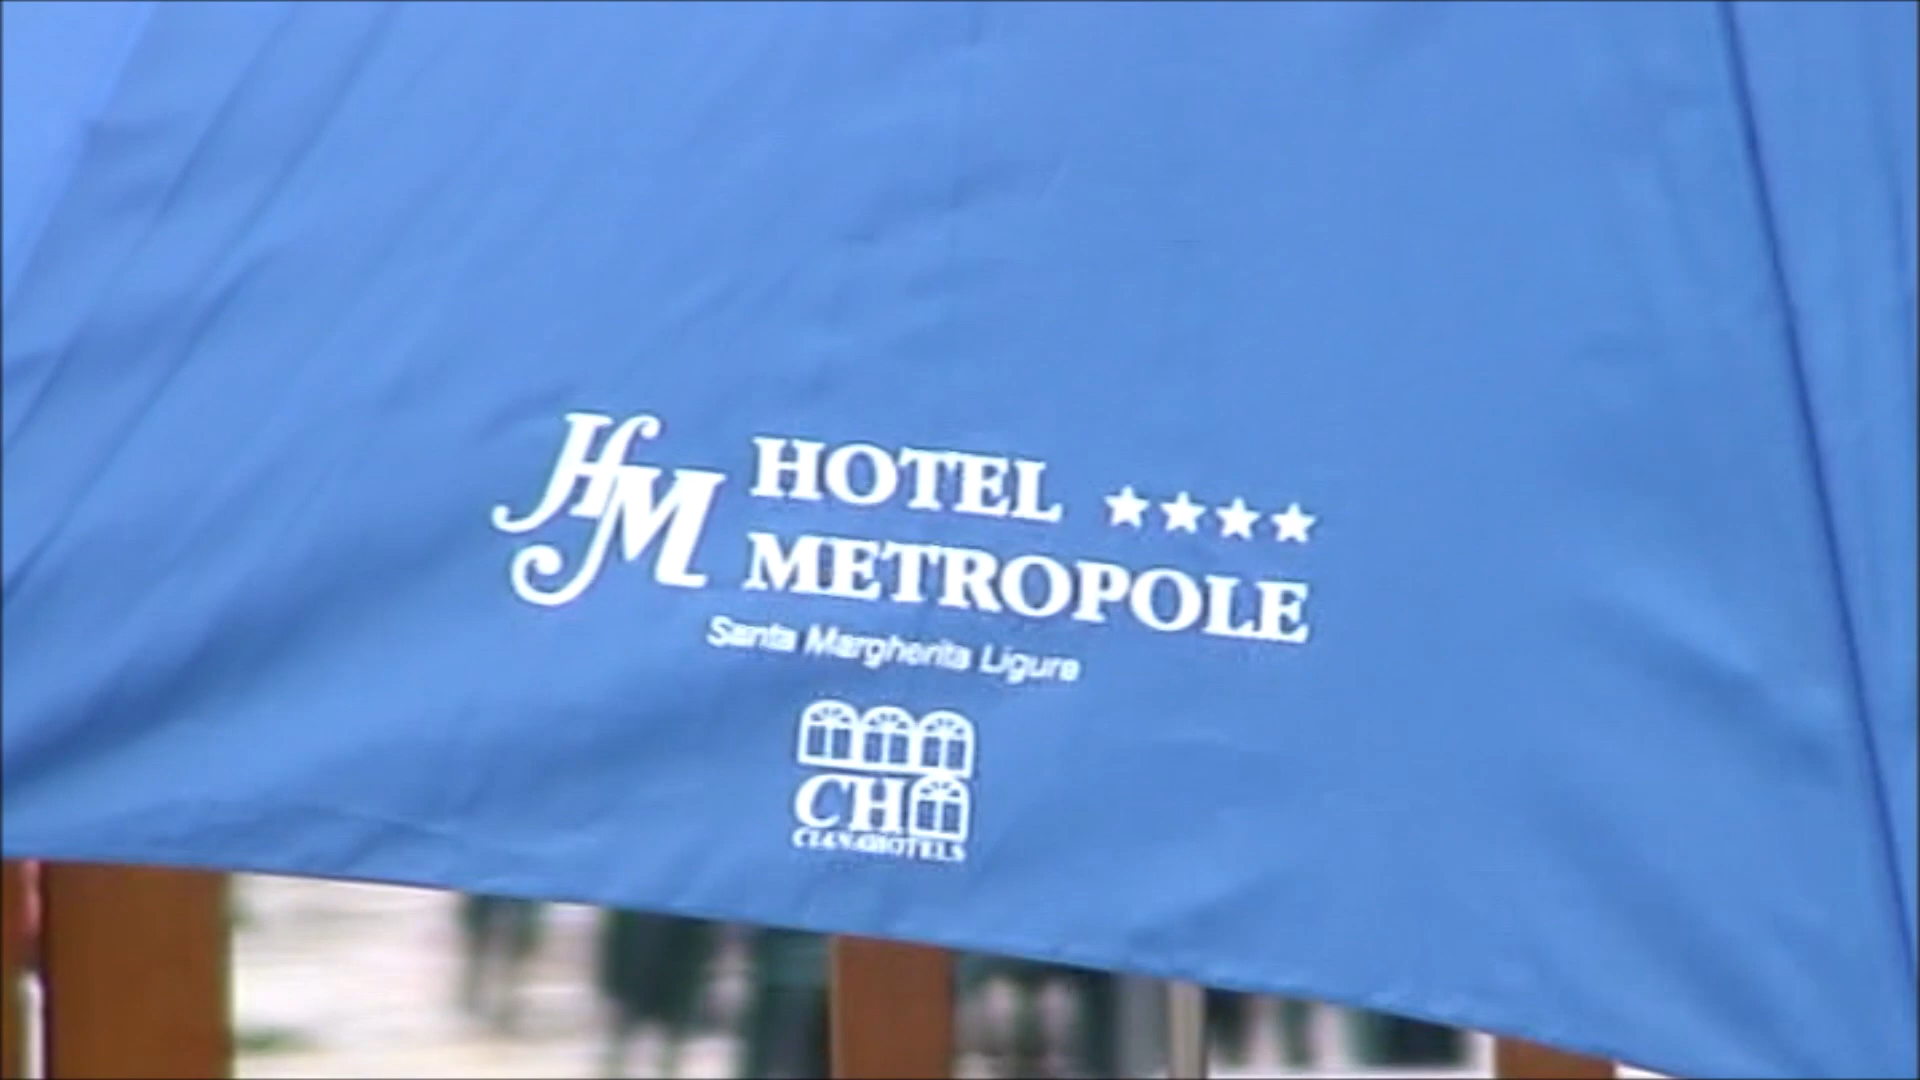 HM HOTEL ★★★★
METROPOLE
Santa Margherita Ligure
CH